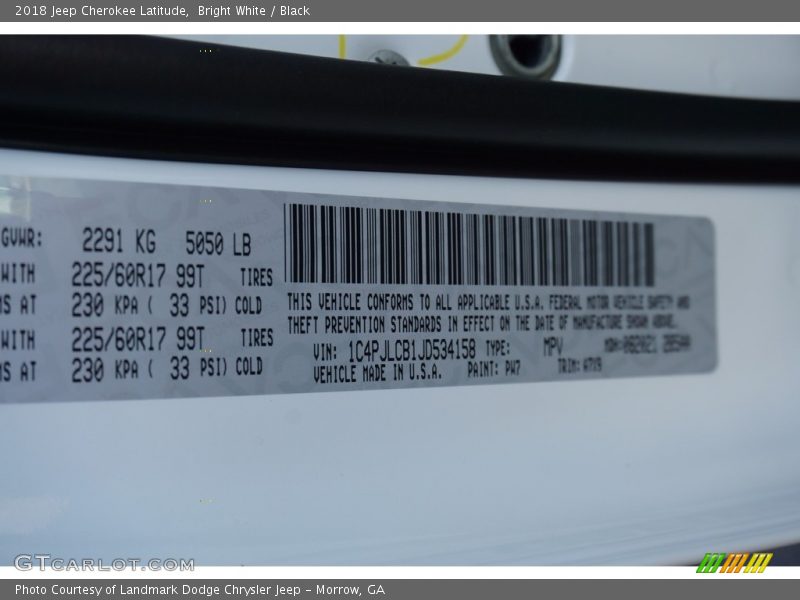 2018 Jeep Cherokee Latitude,  Bright White / Black
GVWR: 2291 KG 5050 LB
WITH 225/60R17 99T TIRES
S AT 230 KPA ( 33 PSI) COLD
WITH 225/60R17 99T TIRES
S AT 230 KPA ( 33 PSI) COLD
THIS VEHICLE CONFORMS TO ALL APPLICABLE U.S.A. FEDERAL MOTOR VEHICLE SAFETY AND
THEFT PREVENTION STANDARDS IN EFFECT ON THE DATE OF MANUFACTURE SHOWN ABOVE.
VIN: 1C4PJLCB1JD534158 TYPE: MPV MDH:
VEHICLE MADE IN U.S.A. PAINT: PW7 TRIM:
GTCARLOT.COM
Photo Courtesy of Landmark Dodge Chrysler Jeep – Morrow, GA